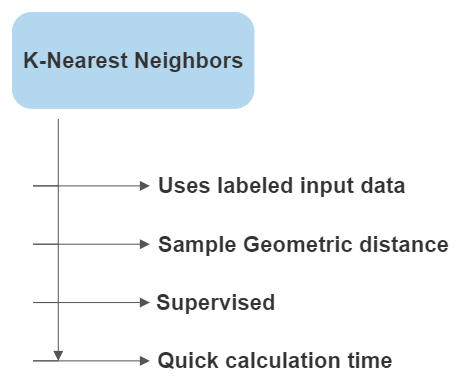 K-Nearest Neighbors
Uses labeled input data
Sample Geometric distance
Supervised
Quick calculation time